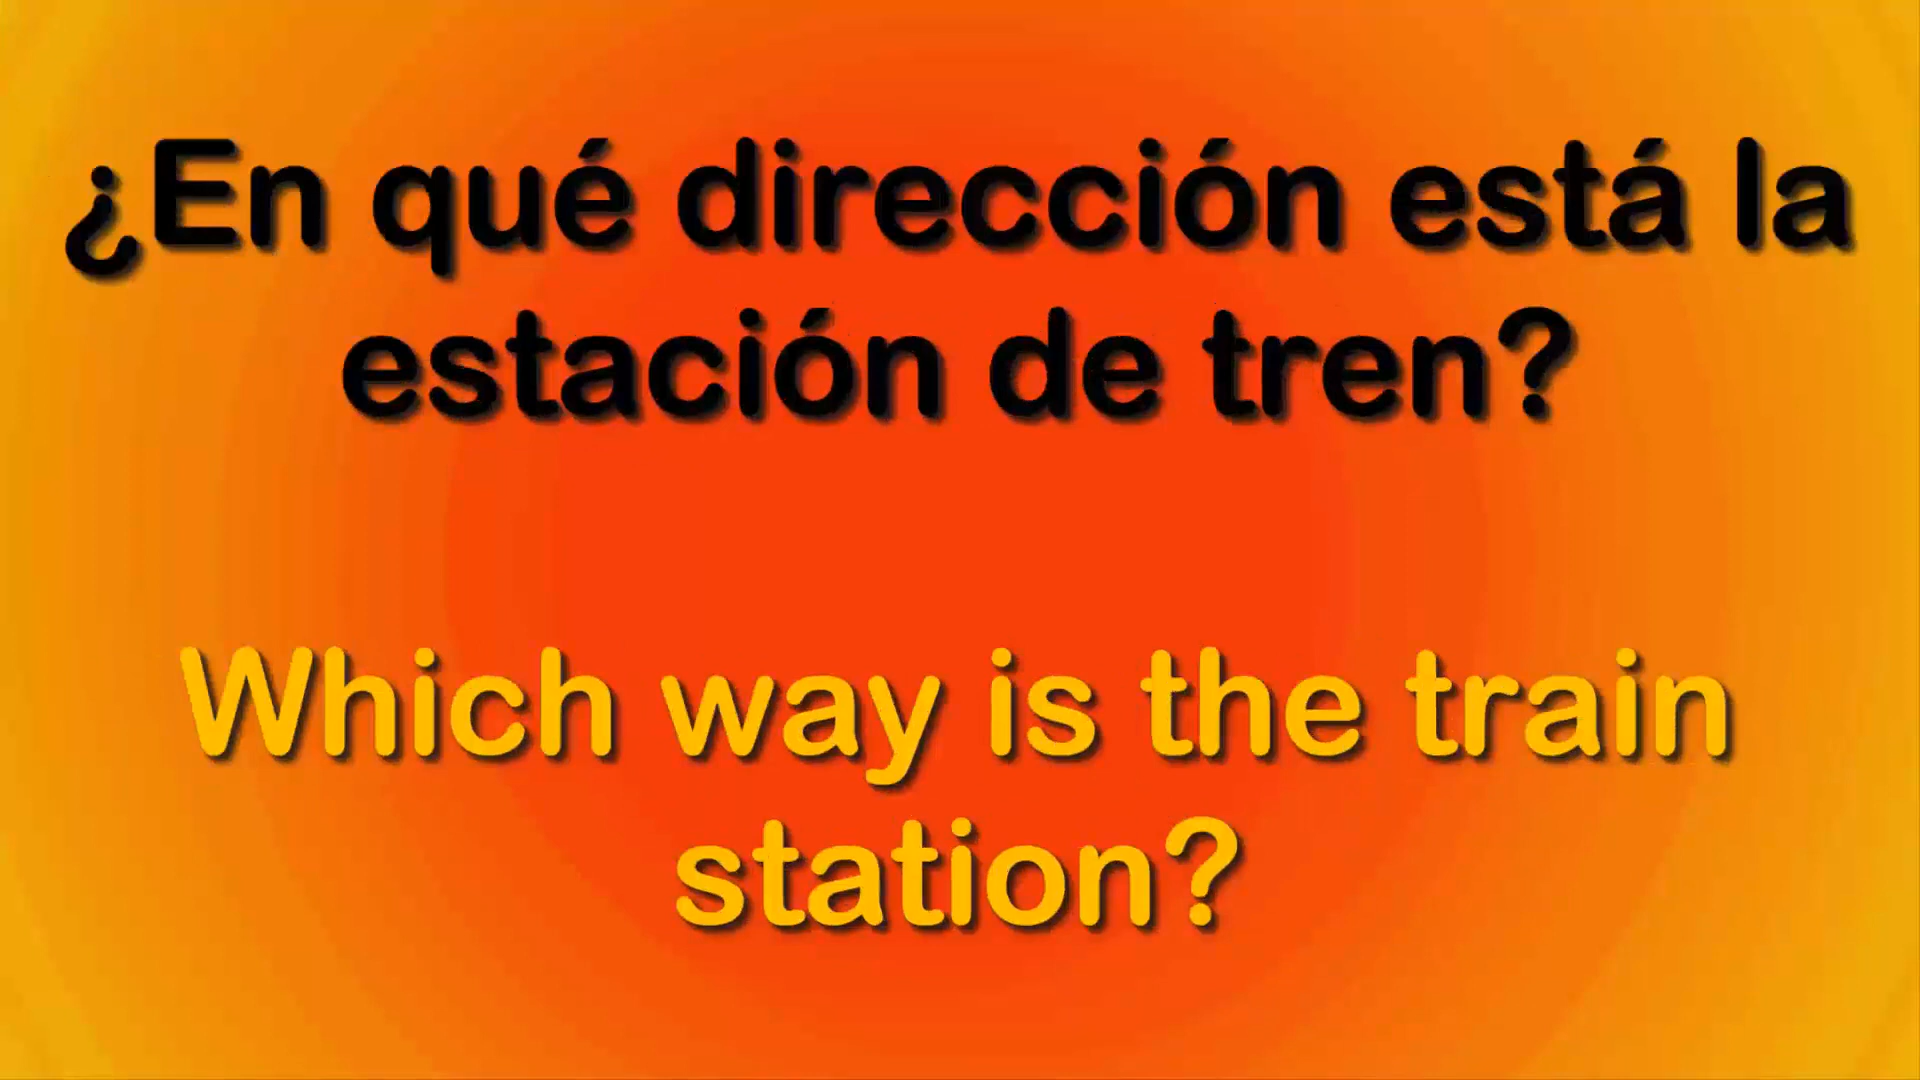 ¿En qué dirección está la
estación de tren?
Which way is the train
station?